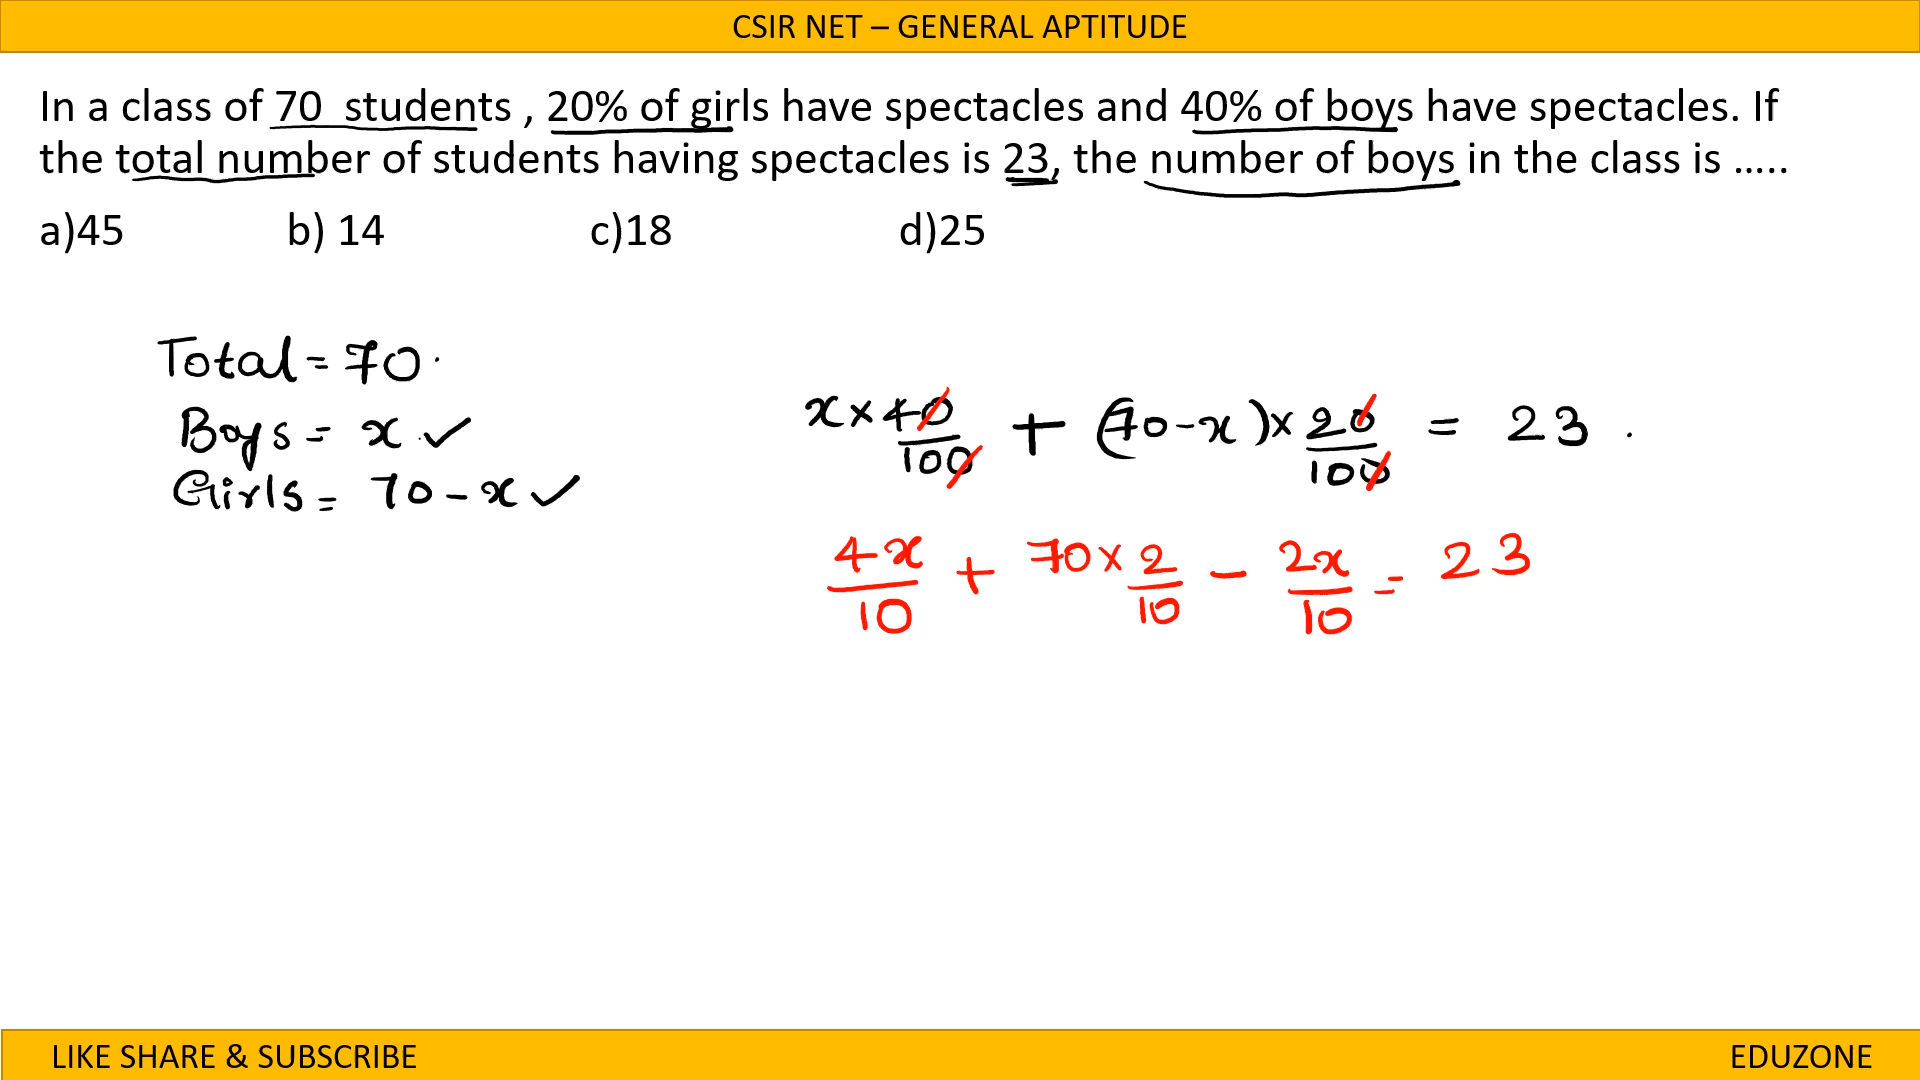 CSIR NET – GENERAL APTITUDE
In a class of 70 students , 20% of girls have spectacles and 40% of boys have spectacles. If
the total number of students having spectacles is 23, the number of boys in the class is …..
a)45 b) 14 c)18 d)25
Total = 70.
Boys = x ✓
Girls = 70 - x ✓
x × 40/100 + (70-x) × 20/100 = 23 .
4x/10 + 70 × 2/10 - 2x/10 = 23
LIKE SHARE & SUBSCRIBE
EDUZONE